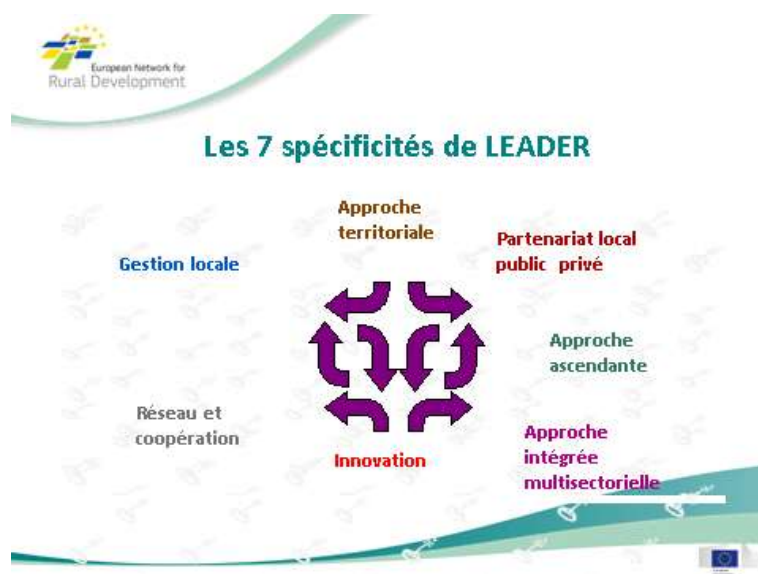 European Network for
Rural Development
Les 7 spécificités de LEADER
Approche
territoriale
Partenariat local
public privé
Gestion locale
Approche
ascendante
Réseau et
coopération
Approche
intégrée
multisectorielle
Innovation